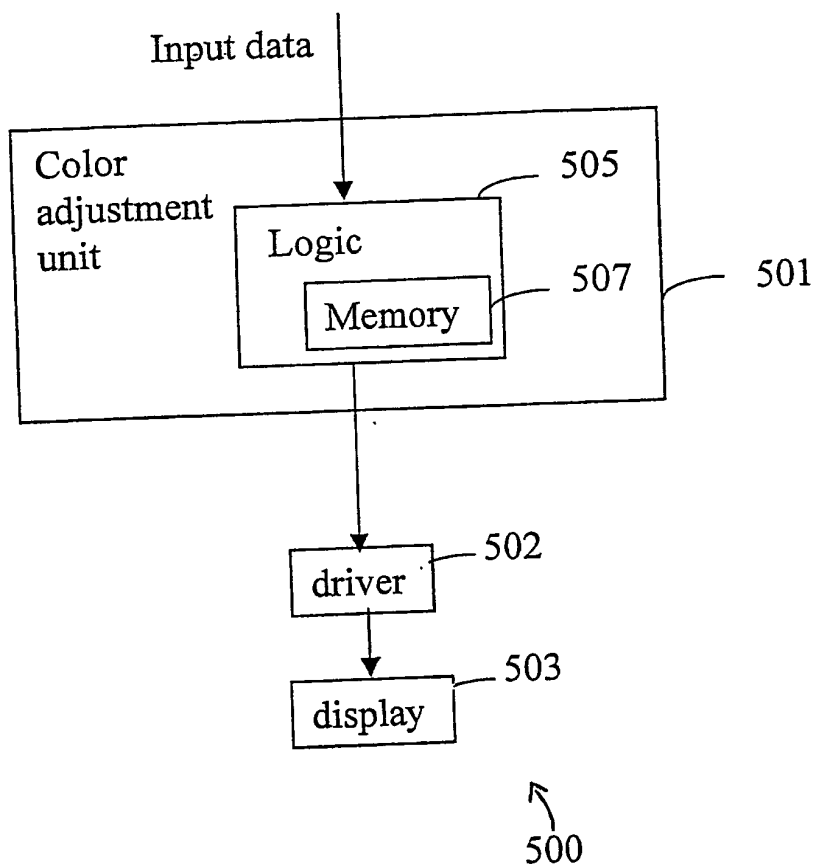 Input data
Color
adjustment
unit
505
Logic
507
501
Memory
502
driver
503
display
500